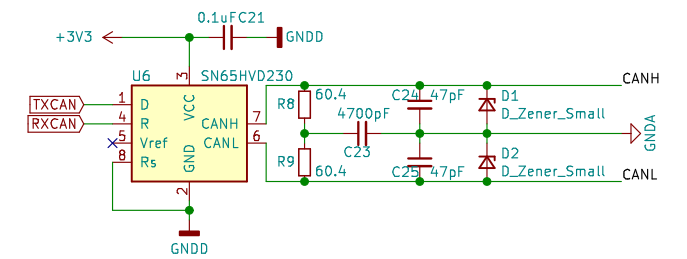 0.1uF C21
+3V3
GNDD
U6
SN65HVD230
TXCAN
RXCAN
1
4
5
8
3
VCC
D
R
Vref
Rs
GND
2
CANH
CANL
7
6
GNDD
R8
60.4
4700pF
C23
R9
60.4
C24 47pF
C25 47pF
D1
D_Zener_Small
D2
D_Zener_Small
CANH
GNDA
CANL